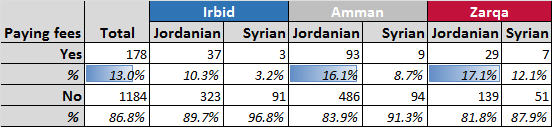 Irbid Amman Zarqa
Paying fees Total Jordanian Syrian Jordanian Syrian Jordanian Syrian
Yes 178 37 3 93 9 29 7
% 13.0% 10.3% 3.2% 16.1% 8.7% 17.1% 12.1%
No 1184 323 91 486 94 139 51
% 86.8% 89.7% 96.8% 83.9% 91.3% 81.8% 87.9%